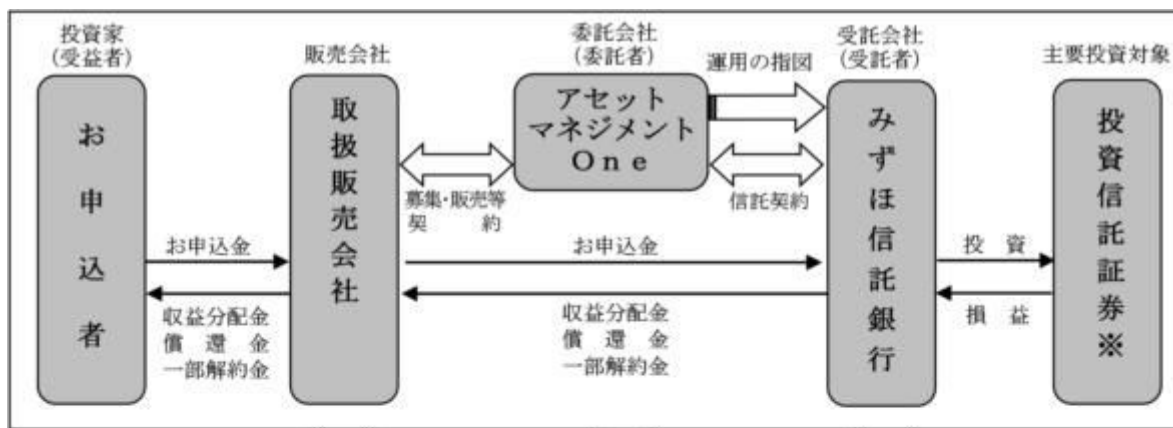 投資家
(受益者)
お申込者
販売会社
取扱販売会社
委託会社
(委託者)
アセット
マネジメント
One
運用の指図
受託会社
(受託者)
みずほ信託銀行
主要投資対象
投資信託証券※
募集・販売等
契　約
信託契約
お申込金
お申込金
投　資
収益分配金
償　還　金
一部解約金
収益分配金
償　還　金
一部解約金
損　益